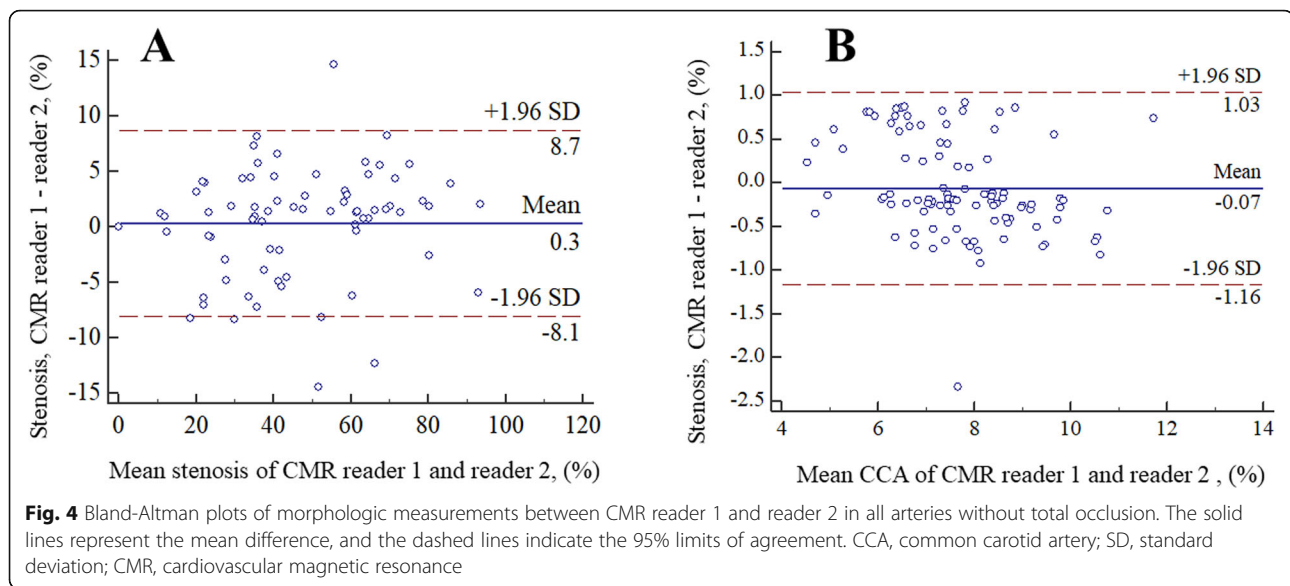 A
Stenosis, CMR reader 1 - reader 2, (%)
15
10
5
0
-5
-10
-15
+1.96 SD
8.7
Mean
0.3
-1.96 SD
-8.1
0 20 40 60 80 100 120
Mean stenosis of CMR reader 1 and reader 2, (%)
B
Stenosis, CMR reader 1 - reader 2, (%)
1.5
1.0
0.5
0.0
-0.5
-1.0
-1.5
-2.0
-2.5
+1.96 SD
1.03
Mean
-0.07
-1.96 SD
-1.16
4 6 8 10 12 14
Mean CCA of CMR reader 1 and reader 2 , (%)
Fig. 4 Bland-Altman plots of morphologic measurements between CMR reader 1 and reader 2 in all arteries without total occlusion. The solid
lines represent the mean difference, and the dashed lines indicate the 95% limits of agreement. CCA, common carotid artery; SD, standard
deviation; CMR, cardiovascular magnetic resonance